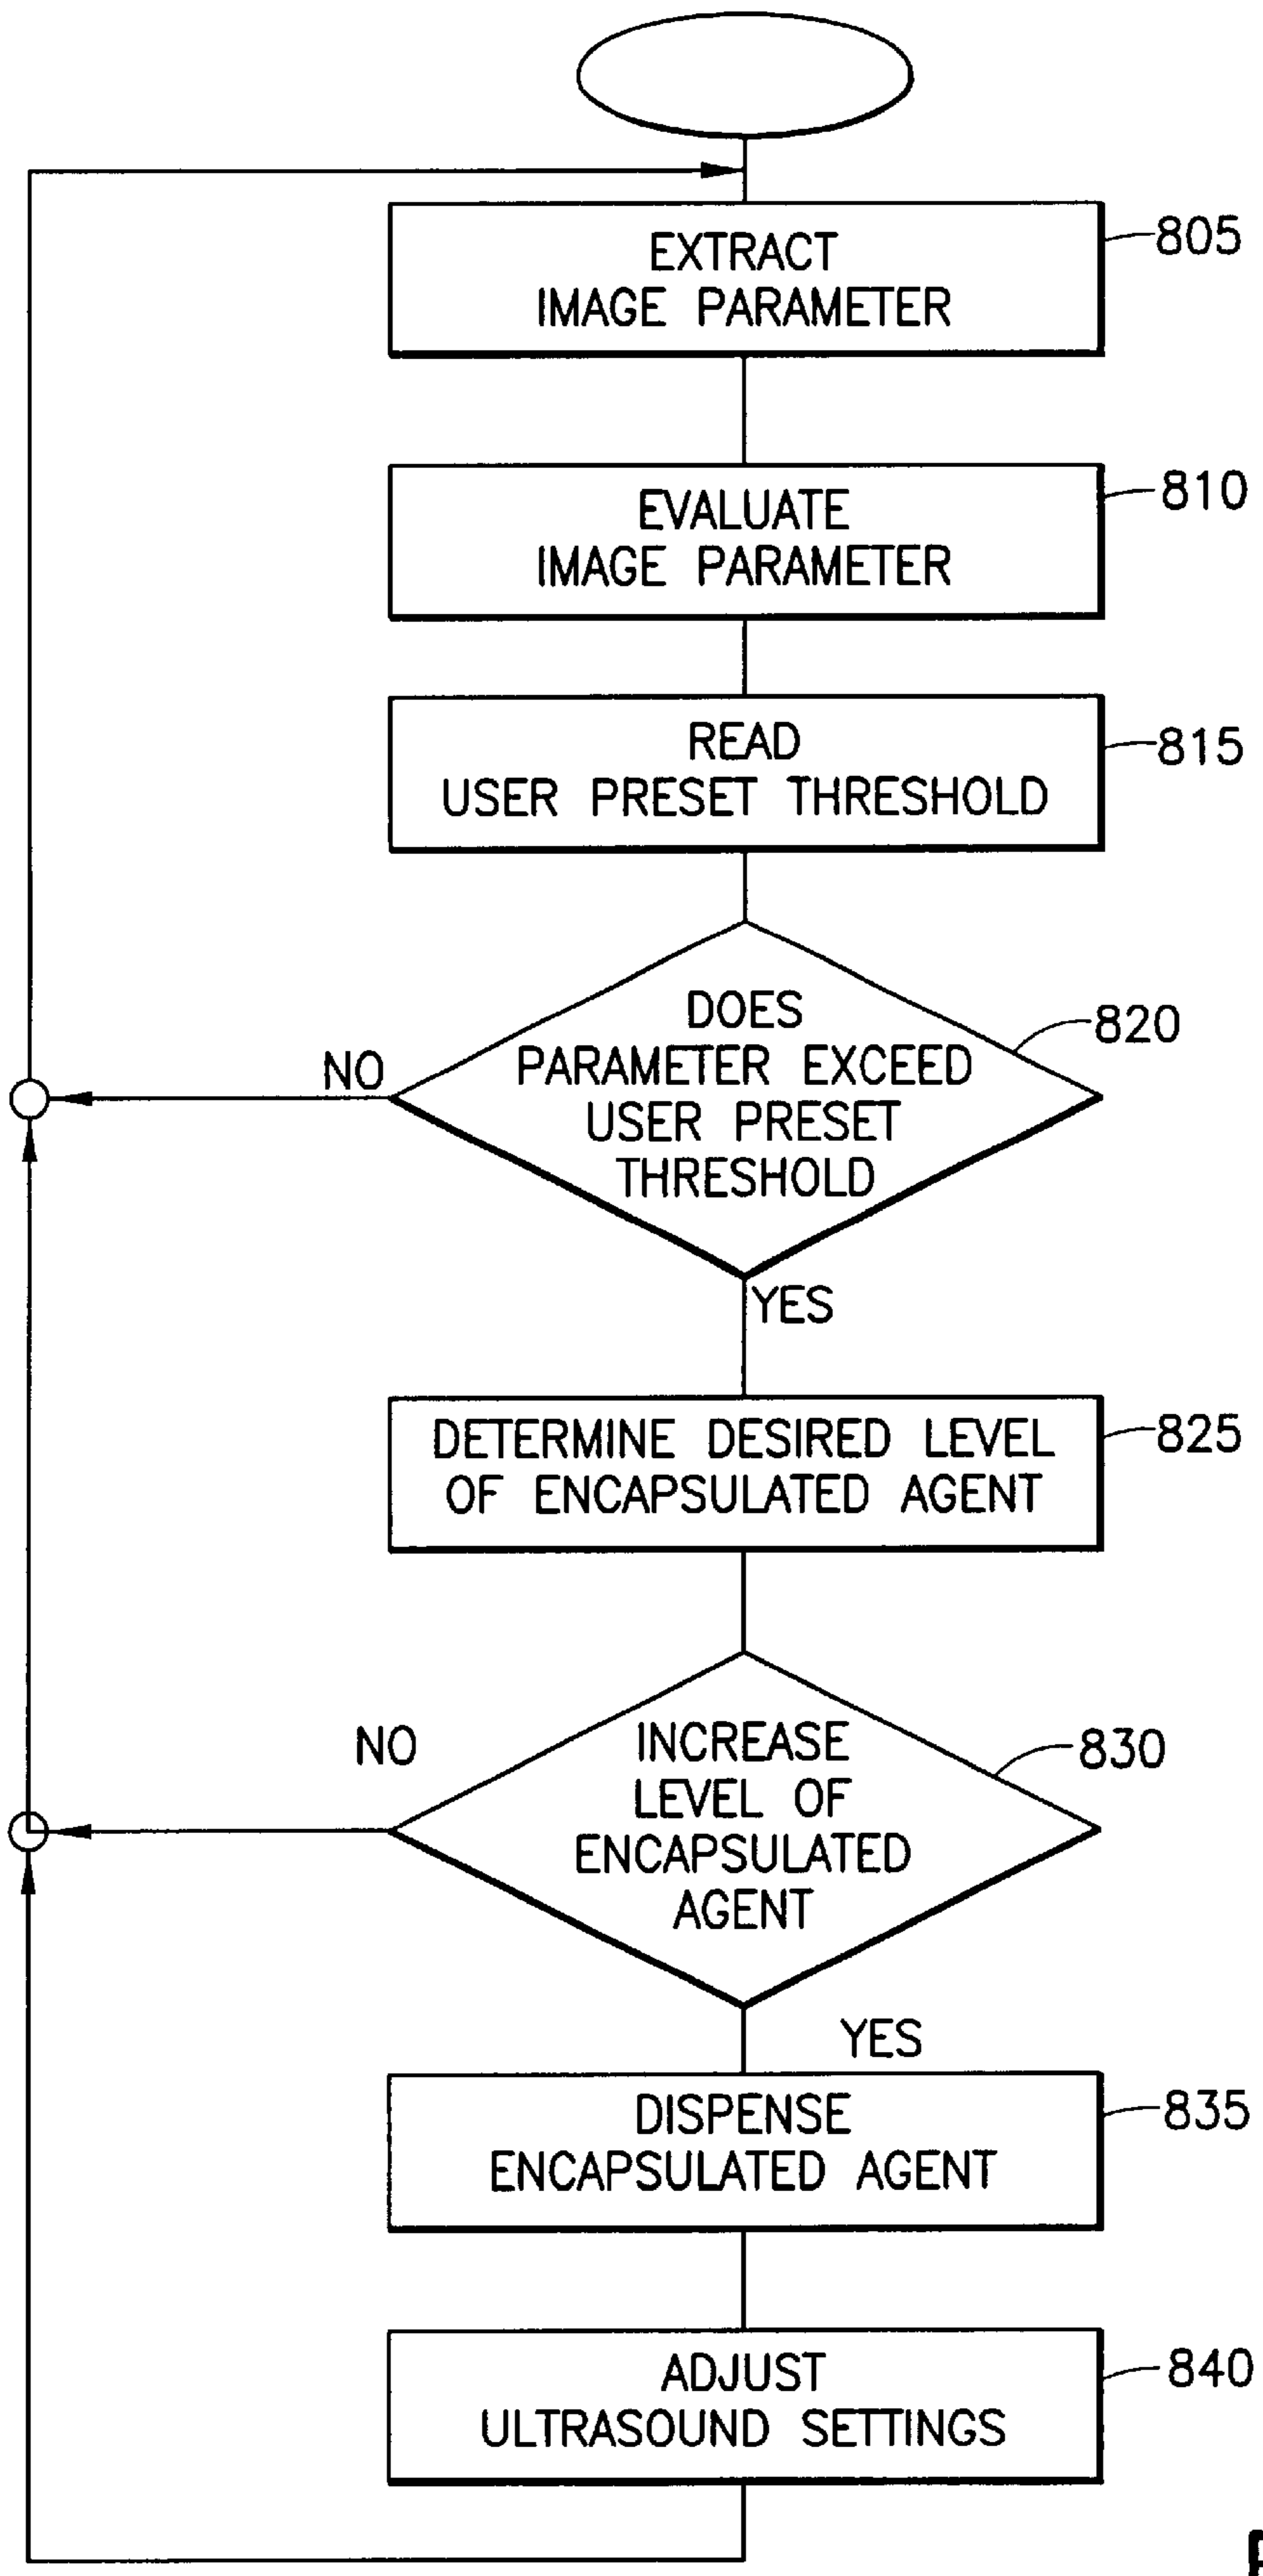 EXTRACT
IMAGE PARAMETER
805
EVALUATE
IMAGE PARAMETER
810
READ
USER PRESET THRESHOLD
815
DOES
PARAMETER EXCEED
USER PRESET
THRESHOLD
820
NO
YES
DETERMINE DESIRED LEVEL
OF ENCAPSULATED AGENT
825
INCREASE
LEVEL OF
ENCAPSULATED
AGENT
830
NO
YES
DISPENSE
ENCAPSULATED AGENT
835
ADJUST
ULTRASOUND SETTINGS
840